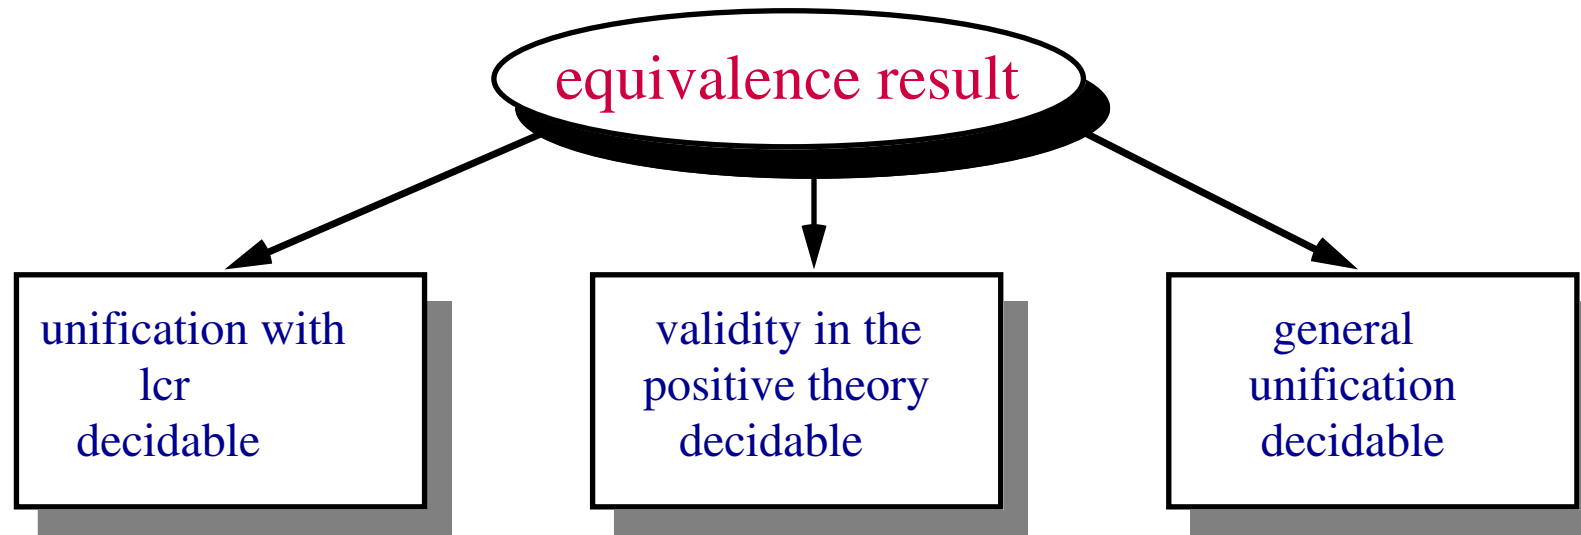 equivalence result
unification with
lcr
decidable
validity in the
positive theory
decidable
general
unification
decidable